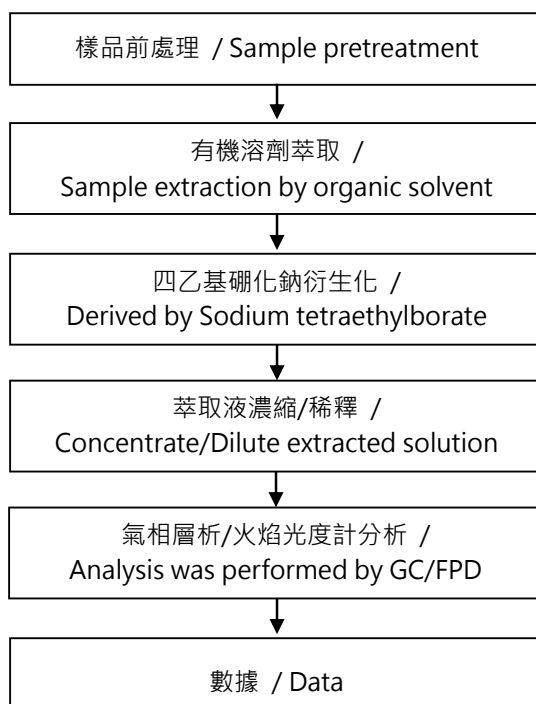 樣品前處理 / Sample pretreatment
有機溶劑萃取 /
Sample extraction by organic solvent
四乙基硼化鈉衍生化 /
Derived by Sodium tetraethylborate
萃取液濃縮/稀釋 /
Concentrate/Dilute extracted solution
氣相層析/火焰光度計分析 /
Analysis was performed by GC/FPD
數據 / Data